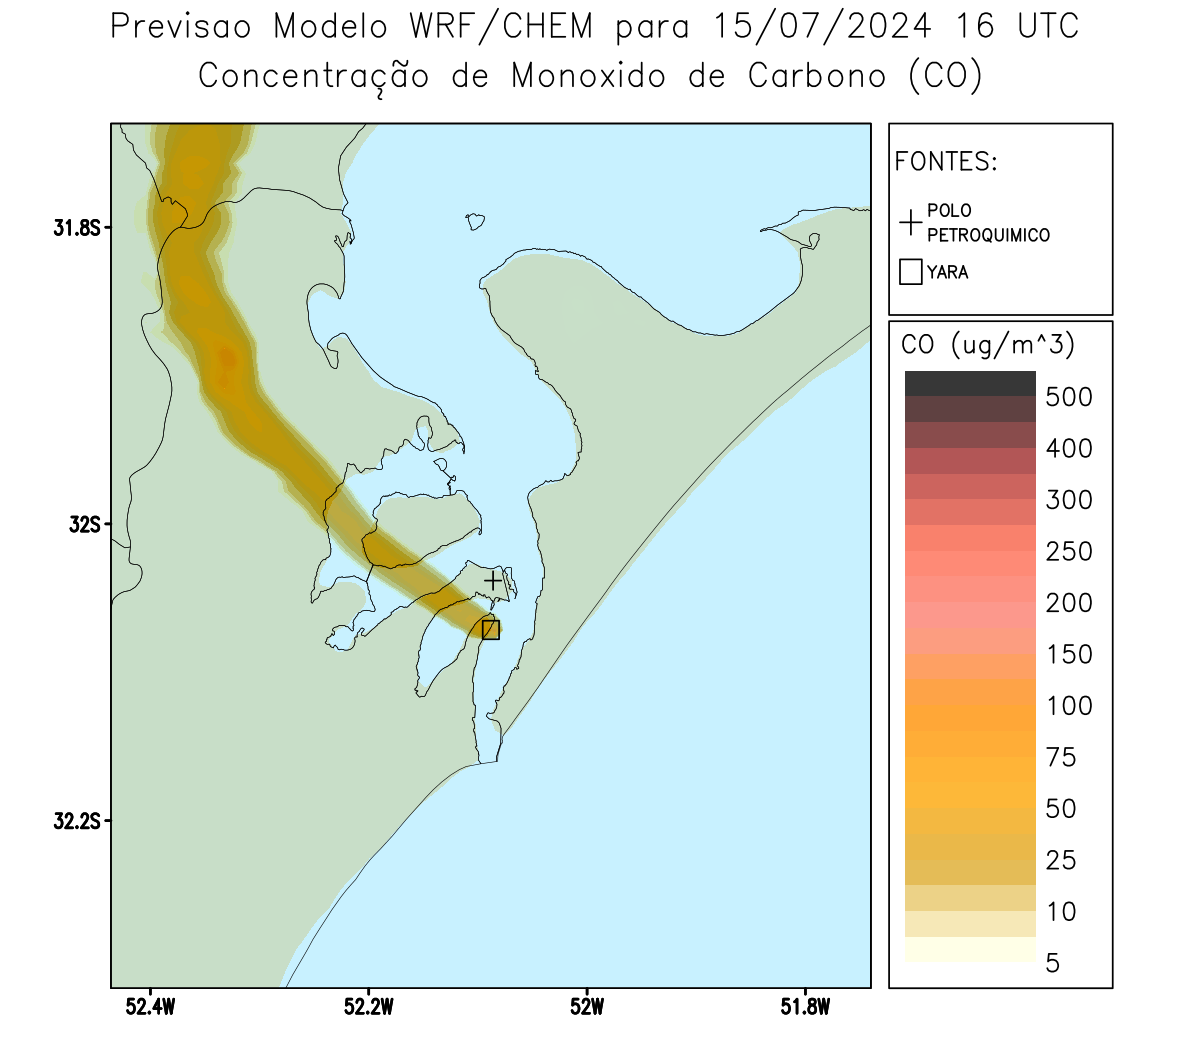 Previsao Modelo WRF/CHEM para 15/07/2024 16 UTC
Concentração de Monoxido de Carbono (CO)
FONTES:
POLO
PETROQUIMICO
YARA
CO (ug/m^3)
500
400
300
250
200
150
100
75
50
25
10
5
31.8S
32S
32.2S
52.4W
52.2W
52W
51.8W